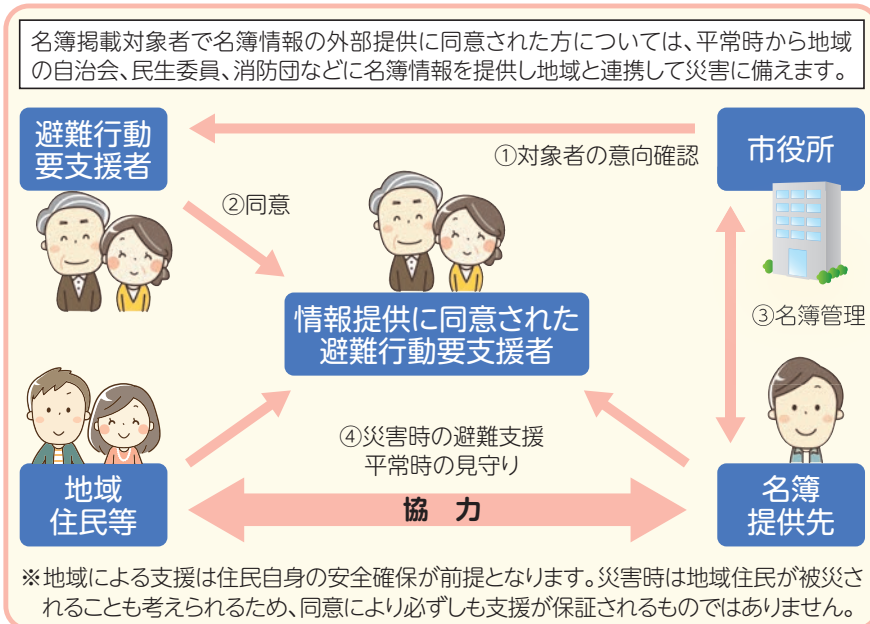 名簿掲載対象者で名簿情報の外部提供に同意された方については、平常時から地域
の自治会、民生委員、消防団などに名簿情報を提供し地域と連携して災害に備えます。
避難行動
要支援者
①対象者の意向確認
市役所
②同意
情報提供に同意された
避難行動要支援者
③名簿管理
④災害時の避難支援
平常時の見守り
地域
住民等
協 力
名簿
提供先
※地域による支援は住民自身の安全確保が前提となります。災害時は地域住民が被災さ
れることも考えられるため、同意により必ずしも支援が保証されるものではありません。